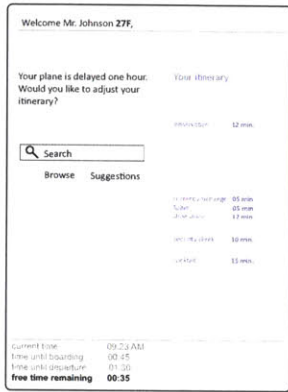 Welcome Mr. Johnson 27F,
Your plane is delayed one hour.
Would you like to adjust your
itinerary?
Your itinerary
12 min.
Search
Browse Suggestions
05 min
05 min
12 min
security check 10 min
15 min.
current time 09:23 AM
time until boarding 00:45
time until departure 01:30
free time remaining 00:35